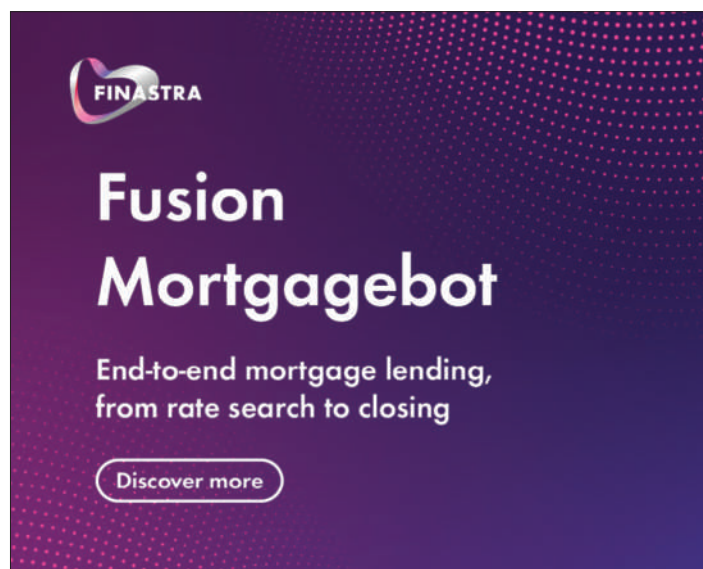 FINASTRA
Fusion
Mortgagebot
End-to-end mortgage lending,
from rate search to closing
Discover more